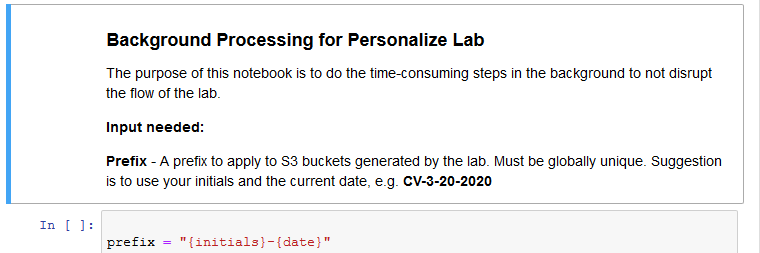 Background Processing for Personalize Lab
The purpose of this notebook is to do the time-consuming steps in the background to not disrupt
the flow of the lab.
Input needed:
Prefix - A prefix to apply to S3 buckets generated by the lab. Must be globally unique. Suggestion
is to use your initials and the current date, e.g. CV-3-20-2020
In [ ]:
prefix = "{initials}-{date}"